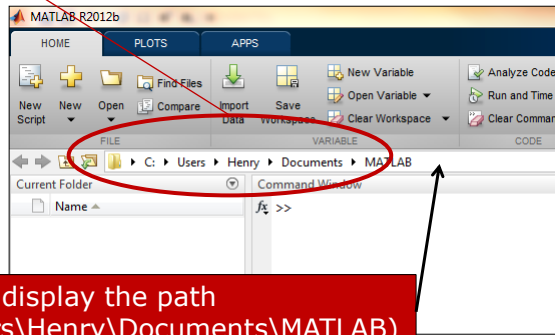 MATLAB R2012b
HOME PLOTS APPS
New Variable Analyze Code
Find Files Open Variable Run and Time
New Script New Open Compare Import Data Save Workspace Clear Workspace Clear Comman
FILE VARIABLE CODE
C: Users Henry Documents MATLAB
Current Folder Command Window
Name fx >>
display the path
s\Henry\Documents\MATLAB)